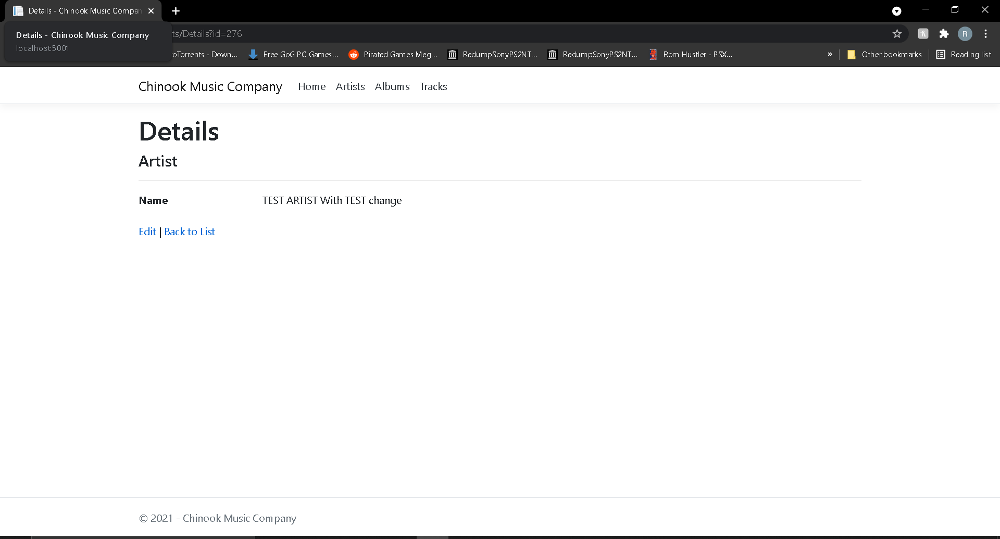 Details - Chinook Music Compan
Details - Chinook Music Company
localhost:5001
ts/Details?id=276
R
roTorrents - Down...
Free GoG PC Games...
Pirated Games Meg...
RedumpSonyPS2NT...
RedumpSonyPS2NT...
Rom Hustler - PSX...
»
Other bookmarks
Reading list
Chinook Music Company
Home
Artists
Albums
Tracks
Details
Artist
Name
TEST ARTIST With TEST change
Edit | Back to List
© 2021 - Chinook Music Company